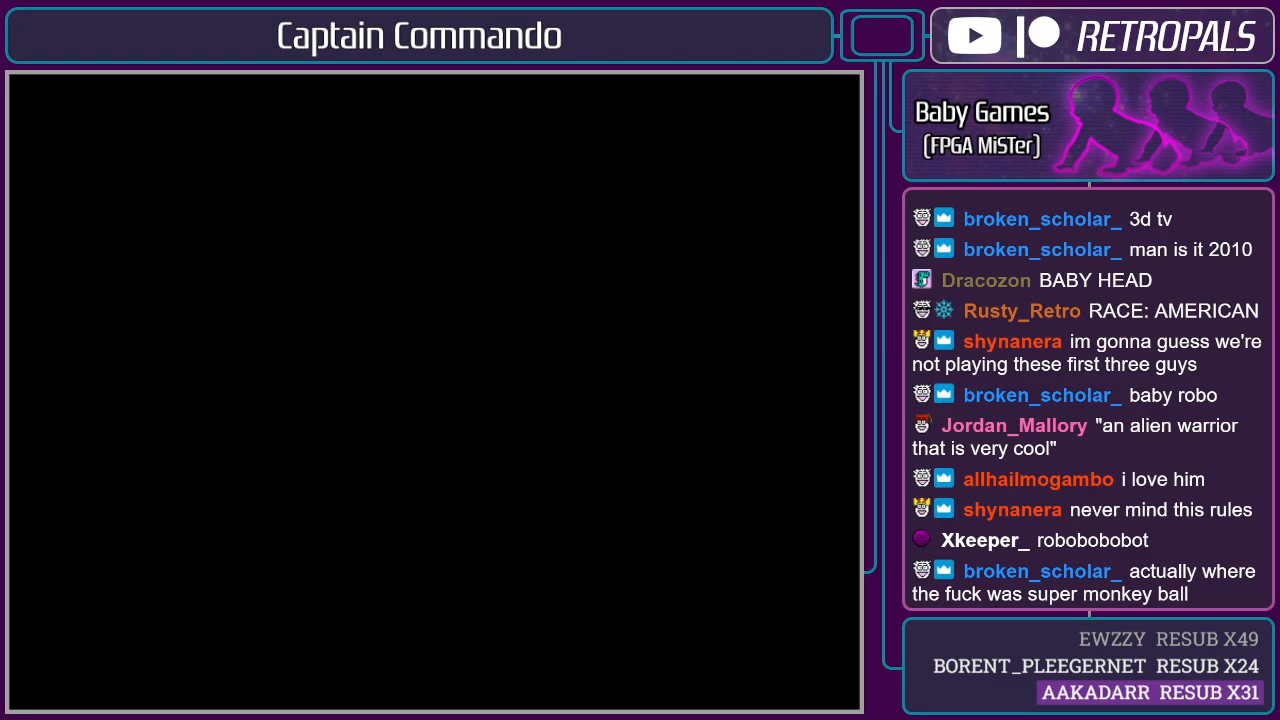 Captain Commando
RETROPALS
Baby Games
(FPGA MiSTer)
broken_scholar_ 3d tv
broken_scholar_ man is it 2010
Dracozon BABY HEAD
Rusty_Retro RACE: AMERICAN
shynanera im gonna guess we're
not playing these first three guys
broken_scholar_ baby robo
Jordan_Mallory "an alien warrior
that is very cool"
allhailmogambo i love him
shynanera never mind this rules
Xkeeper_ robobobobot
broken_scholar_ actually where
the fuck was super monkey ball
EWZZY RESUB X49
BORENT_PLEEGERNET RESUB X24
AAKADARR RESUB X31